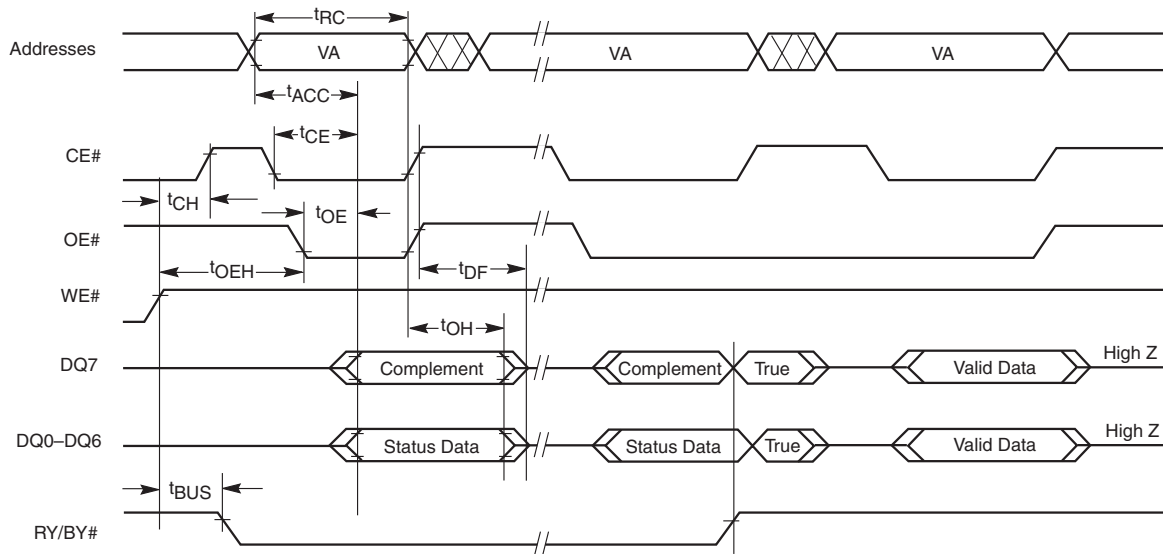 tRC
Addresses VA VA VA
tACC
tCE
CE#
tCH tOE
OE#
tOEH tDF
WE#
tOH
DQ7 Complement Complement True Valid Data High Z
DQ0–DQ6 Status Data Status Data True Valid Data High Z
tBUS
RY/BY#